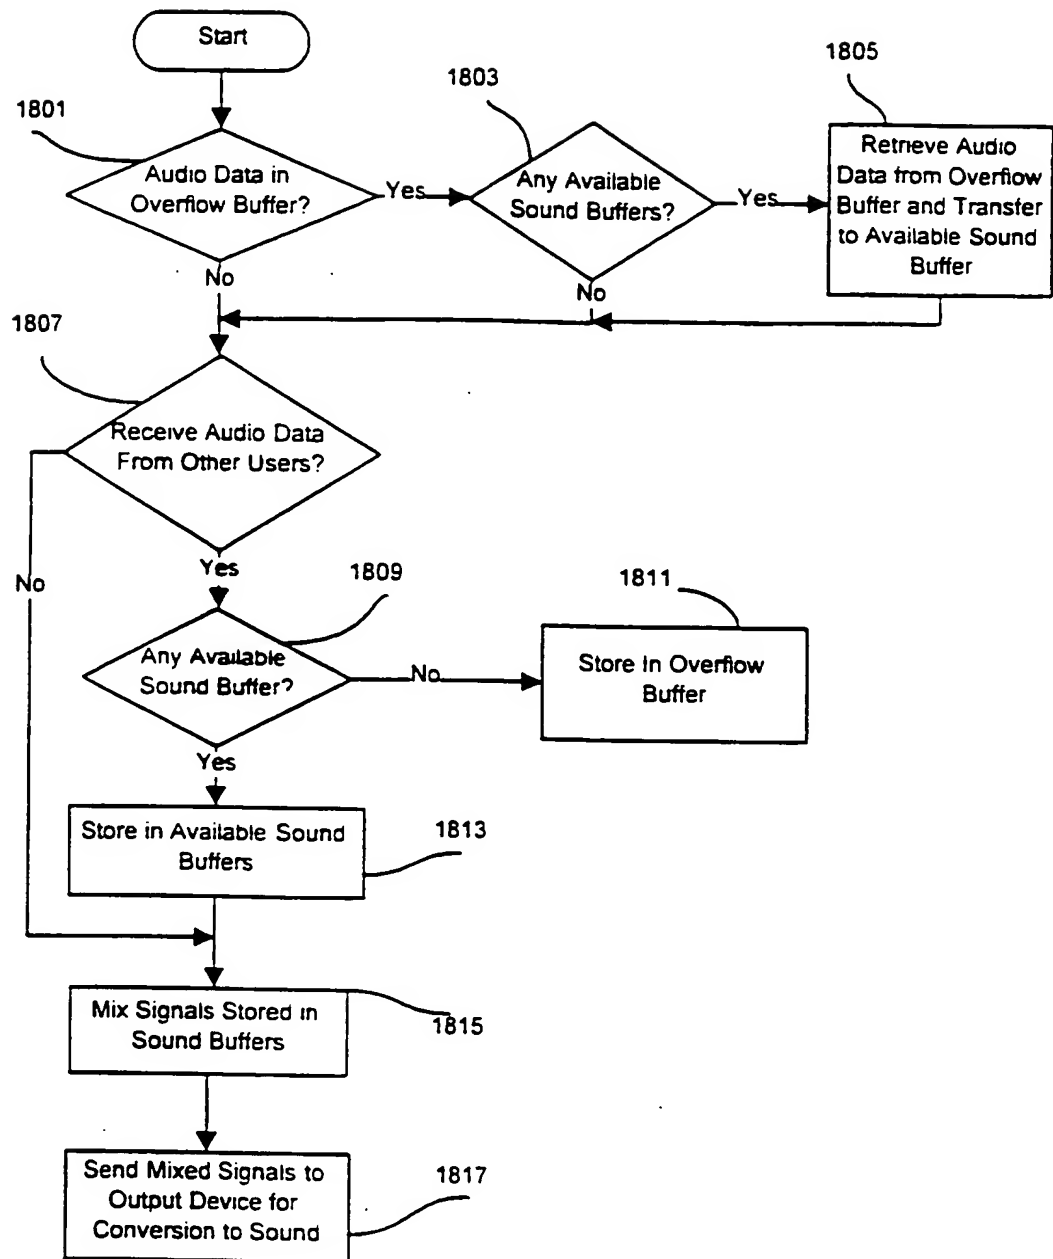 Start
1801
1803
1805
Audio Data in
Overflow Buffer?
Yes
Any Available
Sound Buffers?
Yes
Retrieve Audio
Data from Overflow
Buffer and Transfer
to Available Sound
Buffer
No
No
1807
Receive Audio Data
From Other Users?
No
Yes
1809
1811
Any Available
Sound Buffer?
No
Store in Overflow
Buffer
Yes
Store in Available Sound
Buffers
1813
Mix Signals Stored in
Sound Buffers
1815
Send Mixed Signals to
Output Device for
Conversion to Sound
1817